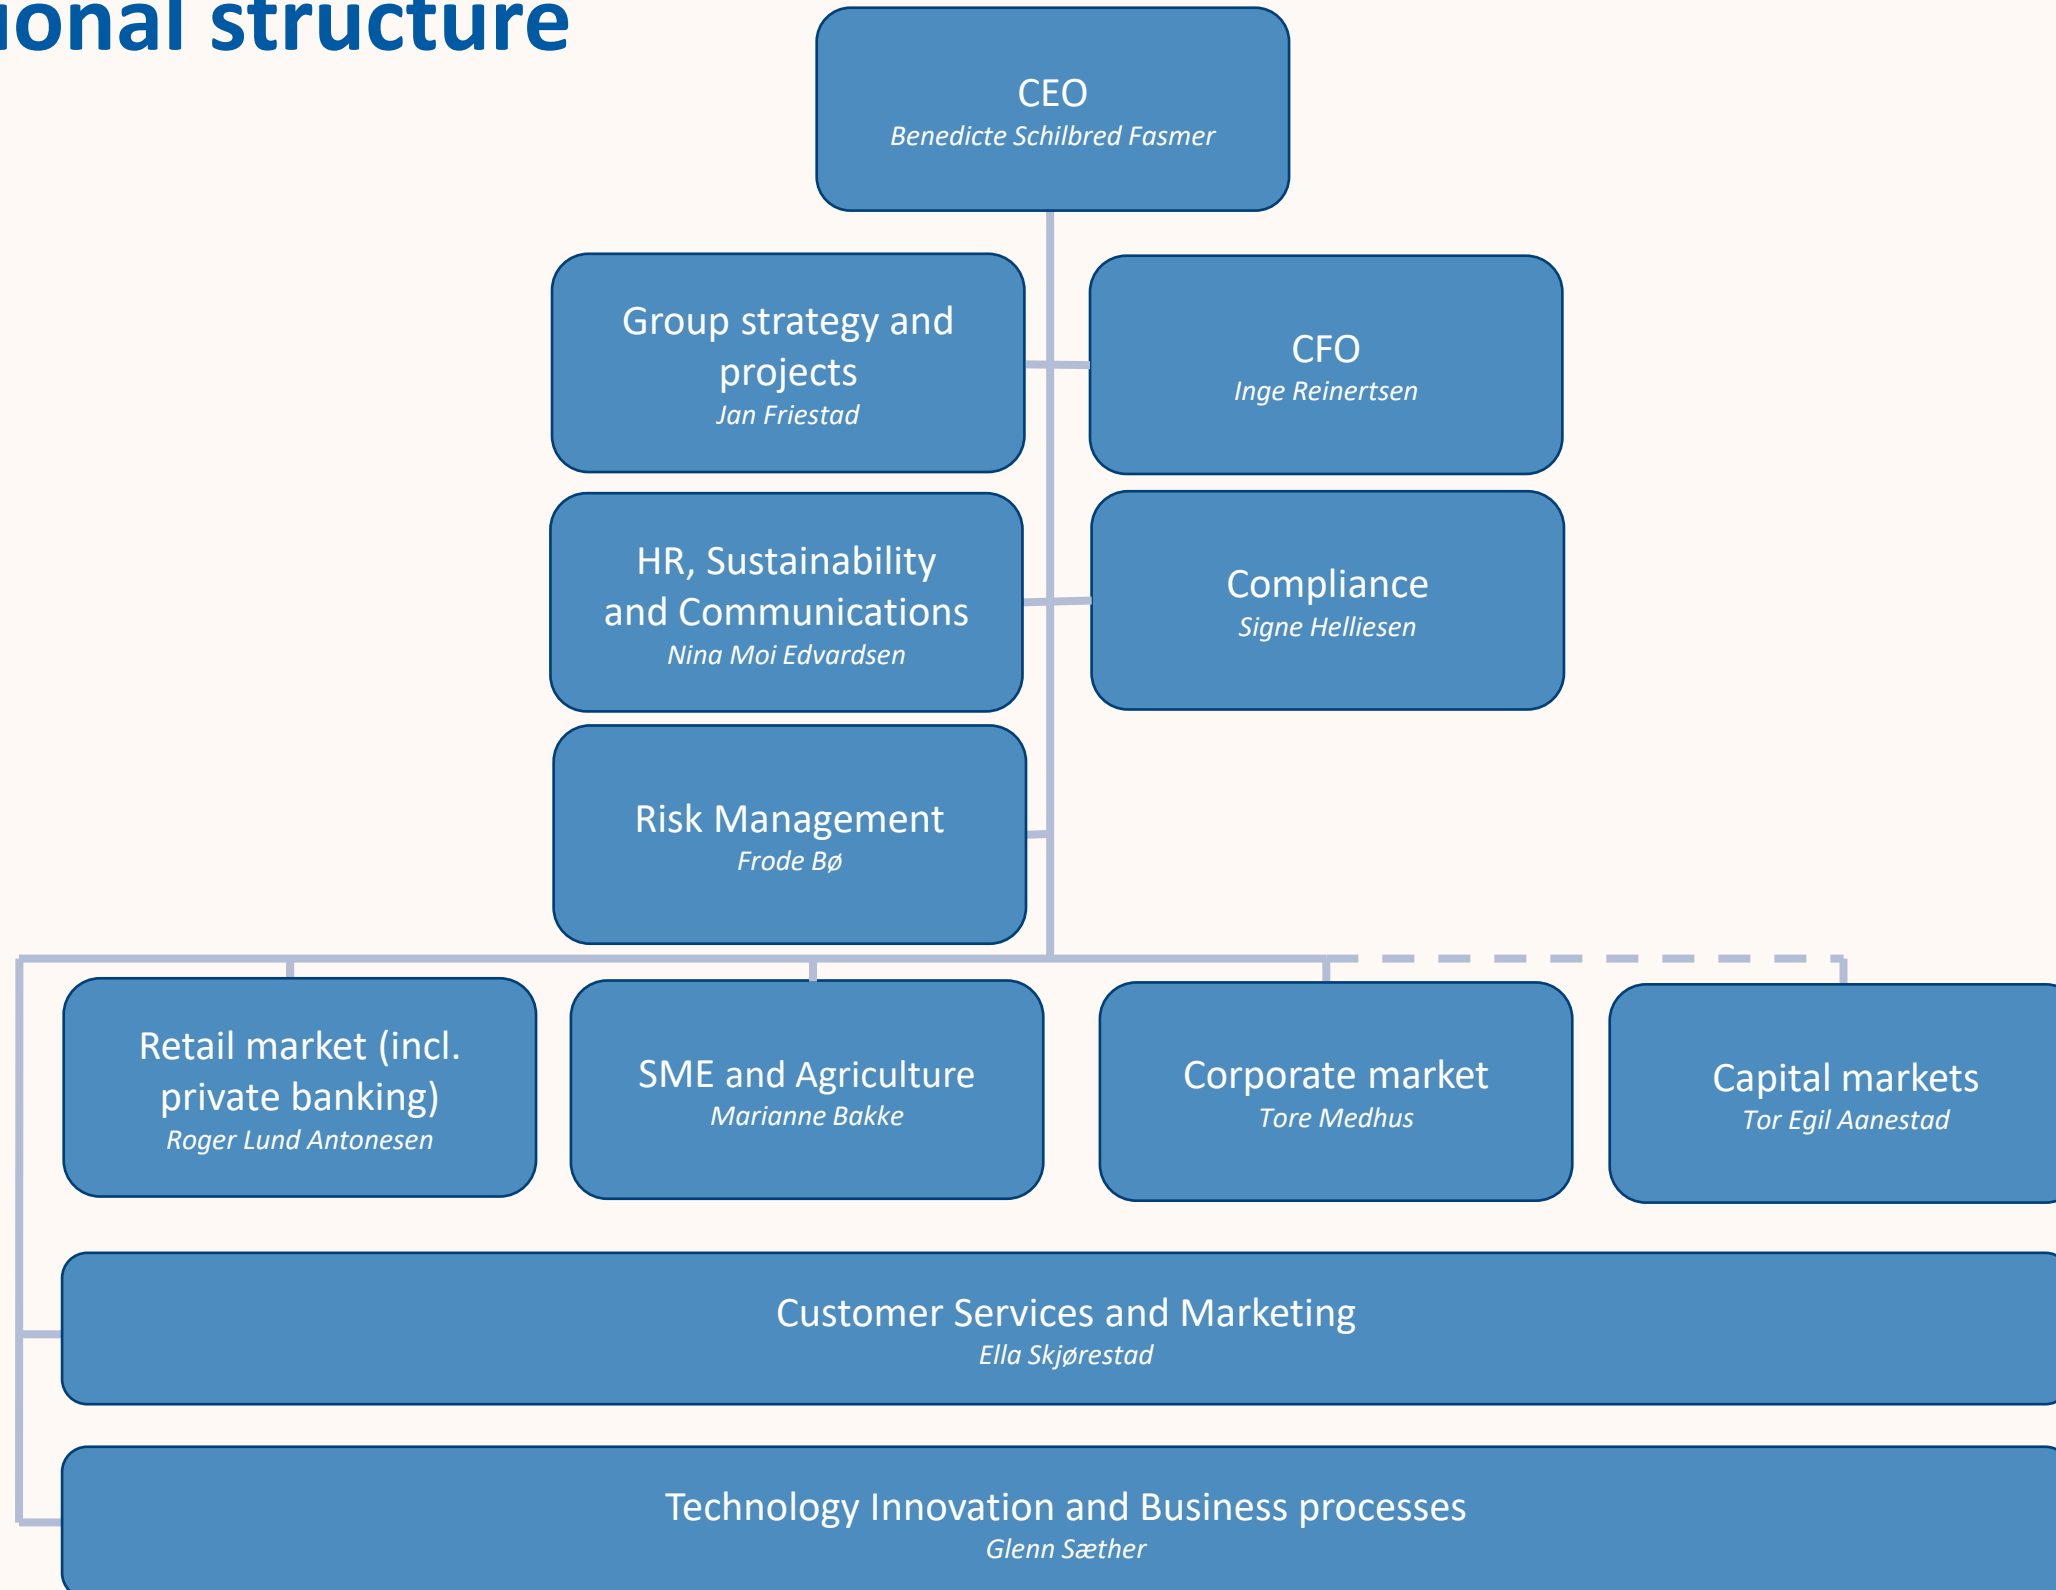 structure
CEO
Benedicte Schilbred Fasmer
Group strategy and
projects
Jan Friestad
CFO
Inge Reinertsen
HR, Sustainability
and Communications
Nina Moi Edvardsen
Compliance
Signe Helliesen
Risk Management
Frode Bø
Retail market (incl.
private banking)
Roger Lund Antonesen
SME and Agriculture
Marianne Bakke
Corporate market
Tore Medhus
Capital markets
Tor Egil Aanestad
Customer Services and Marketing
Ella Skjørestad
Technology Innovation and Business processes
Glenn Sæther